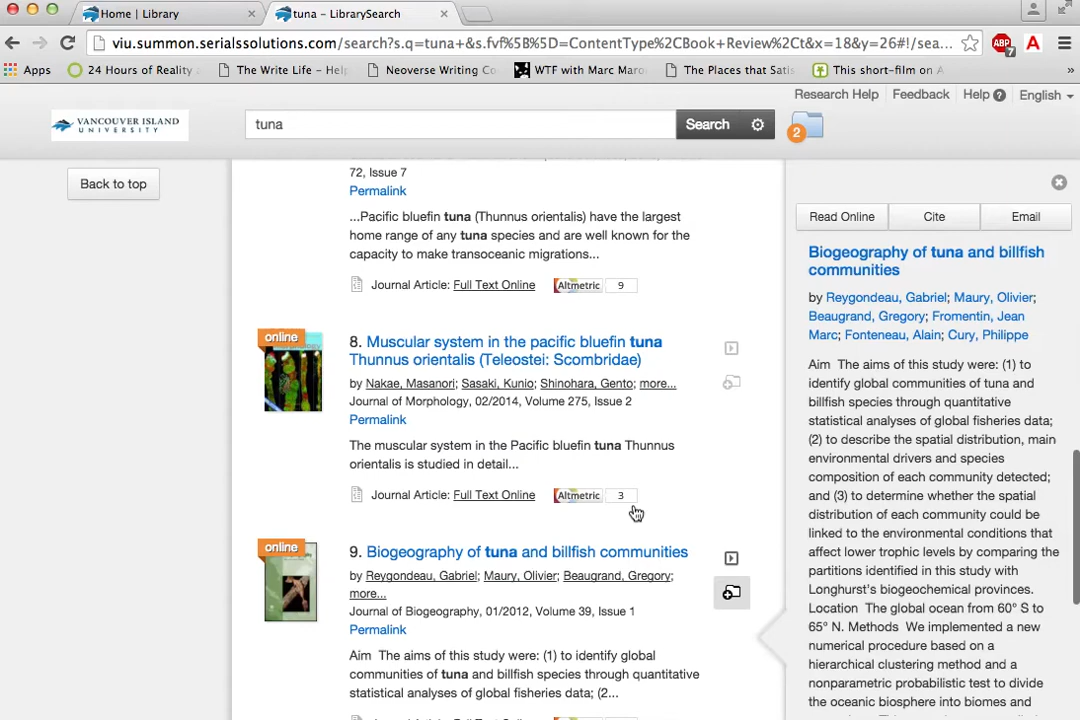 Home | Library
tuna – LibrarySearch
viu.summon.serialssolutions.com/search?s.q=tuna+&s.fvf%5B%5D=ContentType%2CBook+Review%2Ct&x=18&y=26#!/sea...
ABP
7
A
Apps
24 Hours of Reality
The Write Life – Help
Neoverse Writing Co
WTF with Marc Maro
The Places that Satis
This short-film on A
»
Research Help
Feedback
Help ?
English
VANCOUVER ISLAND
UNIVERSITY
tuna
Search
2
Back to top
72, Issue 7
Permalink
...Pacific bluefin tuna (Thunnus orientalis) have the largest
home range of any tuna species and are well known for the
capacity to make transoceanic migrations...
Journal Article: Full Text Online
Altmetric 9
online
8. Muscular system in the pacific bluefin tuna
Thunnus orientalis (Teleostei: Scombridae)
by Nakae, Masanori; Sasaki, Kunio; Shinohara, Gento; more...
Journal of Morphology, 02/2014, Volume 275, Issue 2
Permalink
The muscular system in the Pacific bluefin tuna Thunnus
orientalis is studied in detail...
Journal Article: Full Text Online
Altmetric 3
online
9. Biogeography of tuna and billfish communities
by Reygondeau, Gabriel; Maury, Olivier; Beaugrand, Gregory;
more...
Journal of Biogeography, 01/2012, Volume 39, Issue 1
Permalink
Aim The aims of this study were: (1) to identify global
communities of tuna and billfish species through quantitative
statistical analyses of global fisheries data; (2...
Read Online
Cite
Email
Biogeography of tuna and billfish
communities
by Reygondeau, Gabriel; Maury, Olivier;
Beaugrand, Gregory; Fromentin, Jean
Marc; Fonteneau, Alain; Cury, Philippe
Aim The aims of this study were: (1) to
identify global communities of tuna and
billfish species through quantitative
statistical analyses of global fisheries data;
(2) to describe the spatial distribution, main
environmental drivers and species
composition of each community detected;
and (3) to determine whether the spatial
distribution of each community could be
linked to the environmental conditions that
affect lower trophic levels by comparing the
partitions identified in this study with
Longhurst's biogeochemical provinces.
Location The global ocean from 60° S to
65° N. Methods We implemented a new
numerical procedure based on a
hierarchical clustering method and a
nonparametric probabilistic test to divide
the oceanic biosphere into biomes and